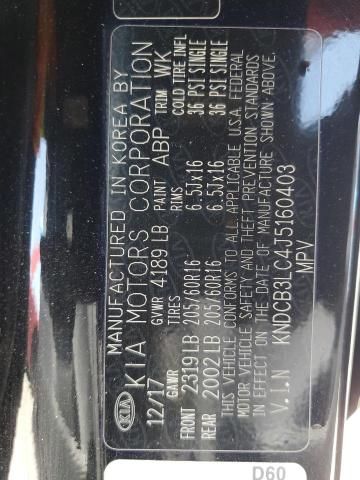 MANUFACTURED IN KOREA BY
KIA KIA MOTORS CORPORATION
12/17 GVWR 4189 LB PAINT ABP TRIM WK
GAWR TIRES RIMS COLD TIRE INFL
FRONT 2319 LB 205/60R16 6.5JX16 36 PSI SINGLE
REAR 2002 LB 205/60R16 6.5JX16 36 PSI SINGLE
THIS VEHICLE CONFORMS TO ALL APPLICABLE U.S.A. FEDERAL
MOTOR VEHICLE SAFETY AND THEFT PREVENTION STANDARDS
IN EFFECT ON THE DATE OF MANUFACTURE SHOWN ABOVE.
V.I.N KNDCB3LC4J5160403
MPV
D60